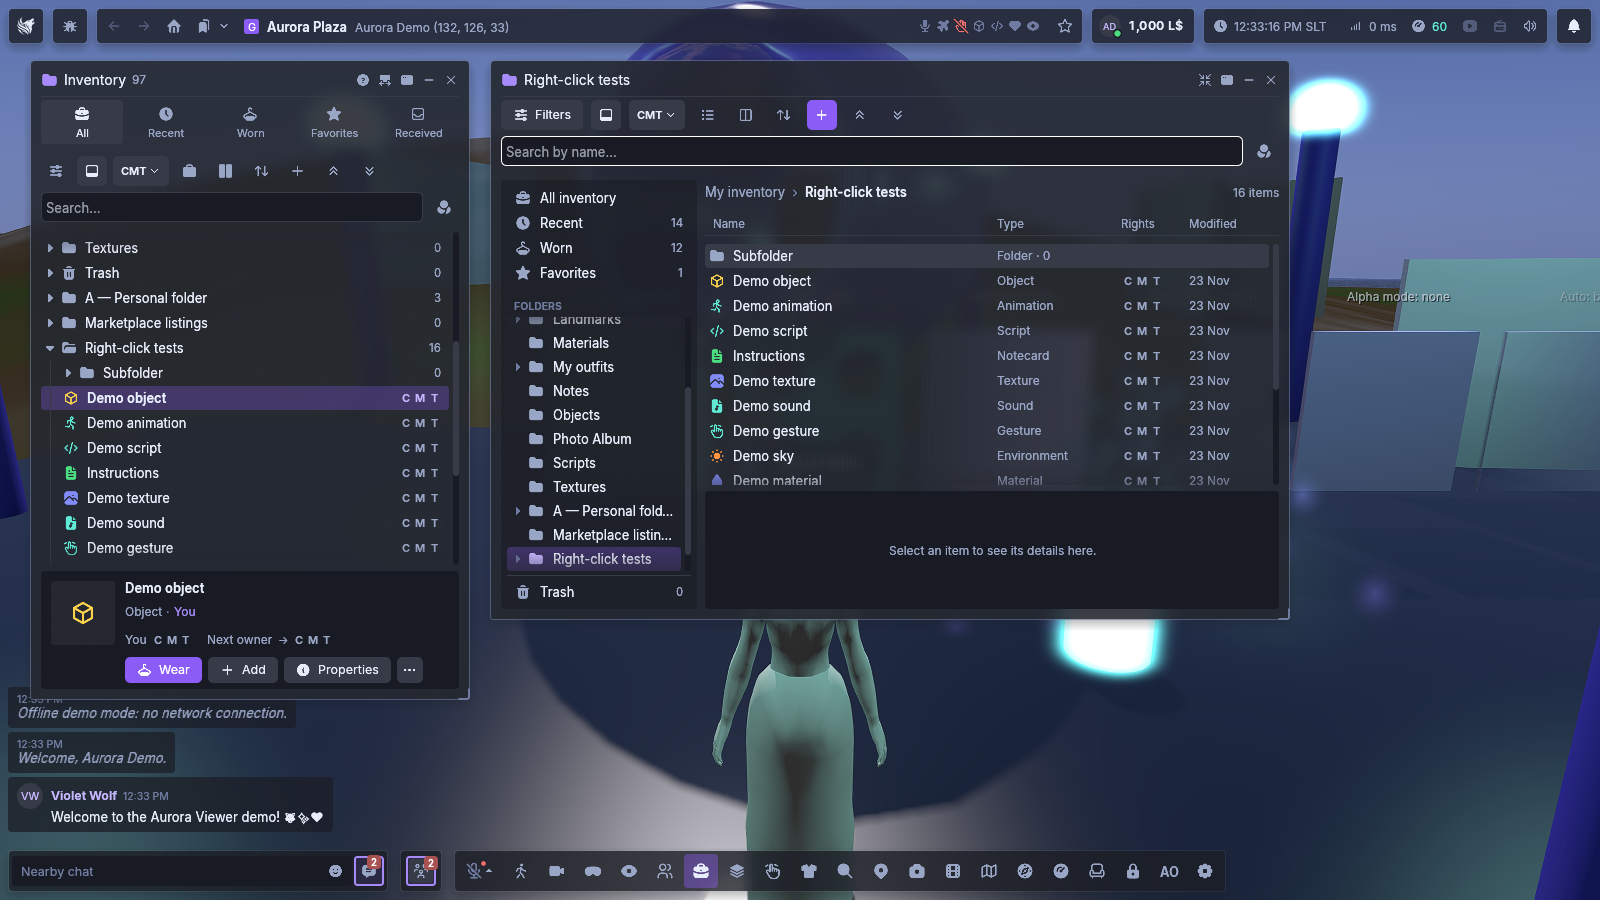 Aurora Plaza Aurora Demo (132, 126, 33)
AD 1,000 L$
12:33:16 PM SLT 0 ms 60
Inventory 97
All Recent Worn Favorites Received
CMT
Search...
Textures 0
Trash 0
A — Personal folder 3
Marketplace listings 0
Right-click tests 16
Subfolder 0
Demo object C M T
Demo animation C M T
Demo script C M T
Instructions C M T
Demo texture C M T
Demo sound C M T
Demo gesture C M T
Demo object
Object · You
You C M T Next owner → C M T
Wear Add Properties ...
Right-click tests
Filters CMT
Search by name...
All inventory
Recent 14
Worn 12
Favorites 1
FOLDERS
Landmarks
Materials
My outfits
Notes
Objects
Photo Album
Scripts
Textures
A — Personal fold...
Marketplace listin...
Right-click tests
Trash 0
My inventory › Right-click tests 16 items
Name Type Rights Modified
Subfolder Folder · 0
Demo object Object C M T 23 Nov
Demo animation Animation C M T 23 Nov
Demo script Script C M T 23 Nov
Instructions Notecard C M T 23 Nov
Demo texture Texture C M T 23 Nov
Demo sound Sound C M T 23 Nov
Demo gesture Gesture C M T 23 Nov
Demo sky Environment C M T 23 Nov
Demo material Material C M T 23 Nov
Select an item to see its details here.
Alpha mode: none
Auto:
12:33 PM
Offline demo mode: no network connection.
12:33 PM
Welcome, Aurora Demo.
VW Violet Wolf 12:33 PM
Welcome to the Aurora Viewer demo!
Nearby chat 2 2 AO